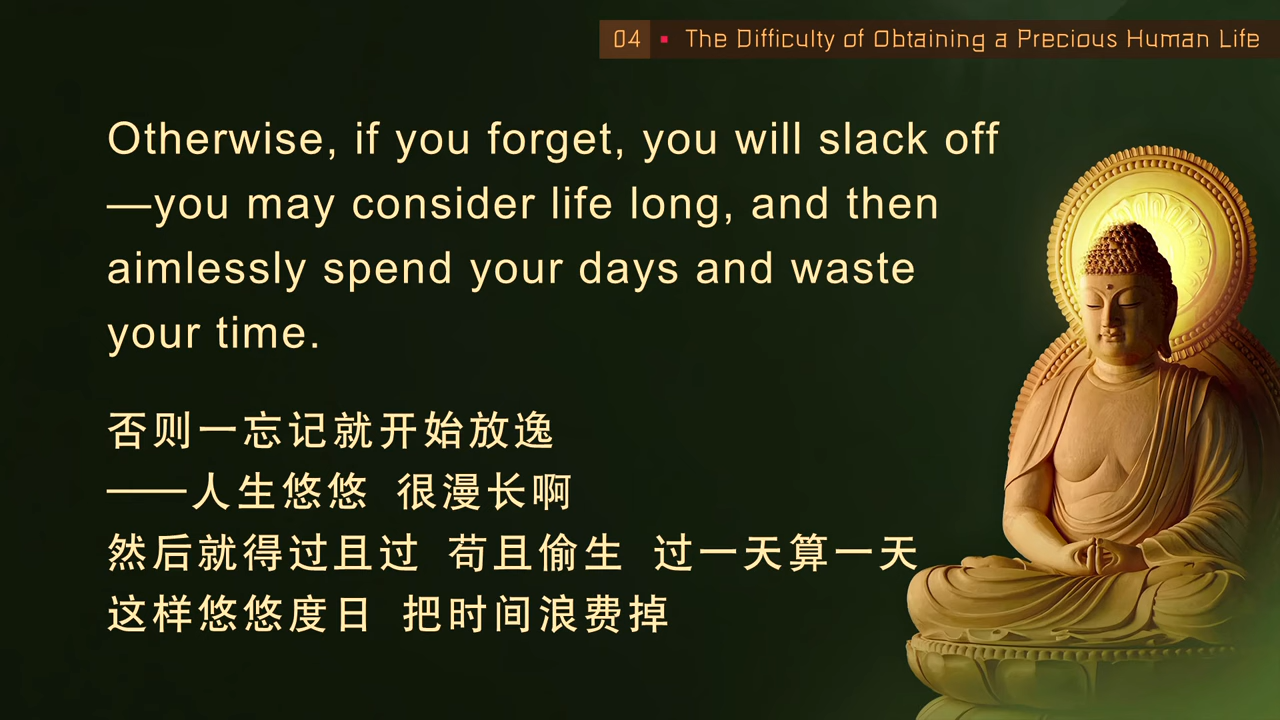 04 ▪ The Difficulty of Obtaining a Precious Human Life
Otherwise, if you forget, you will slack off
—you may consider life long, and then
aimlessly spend your days and waste
your time.
否则一忘记就开始放逸
——人生悠悠 很漫长啊
然后就得过且过 苟且偷生 过一天算一天
这样悠悠度日 把时间浪费掉